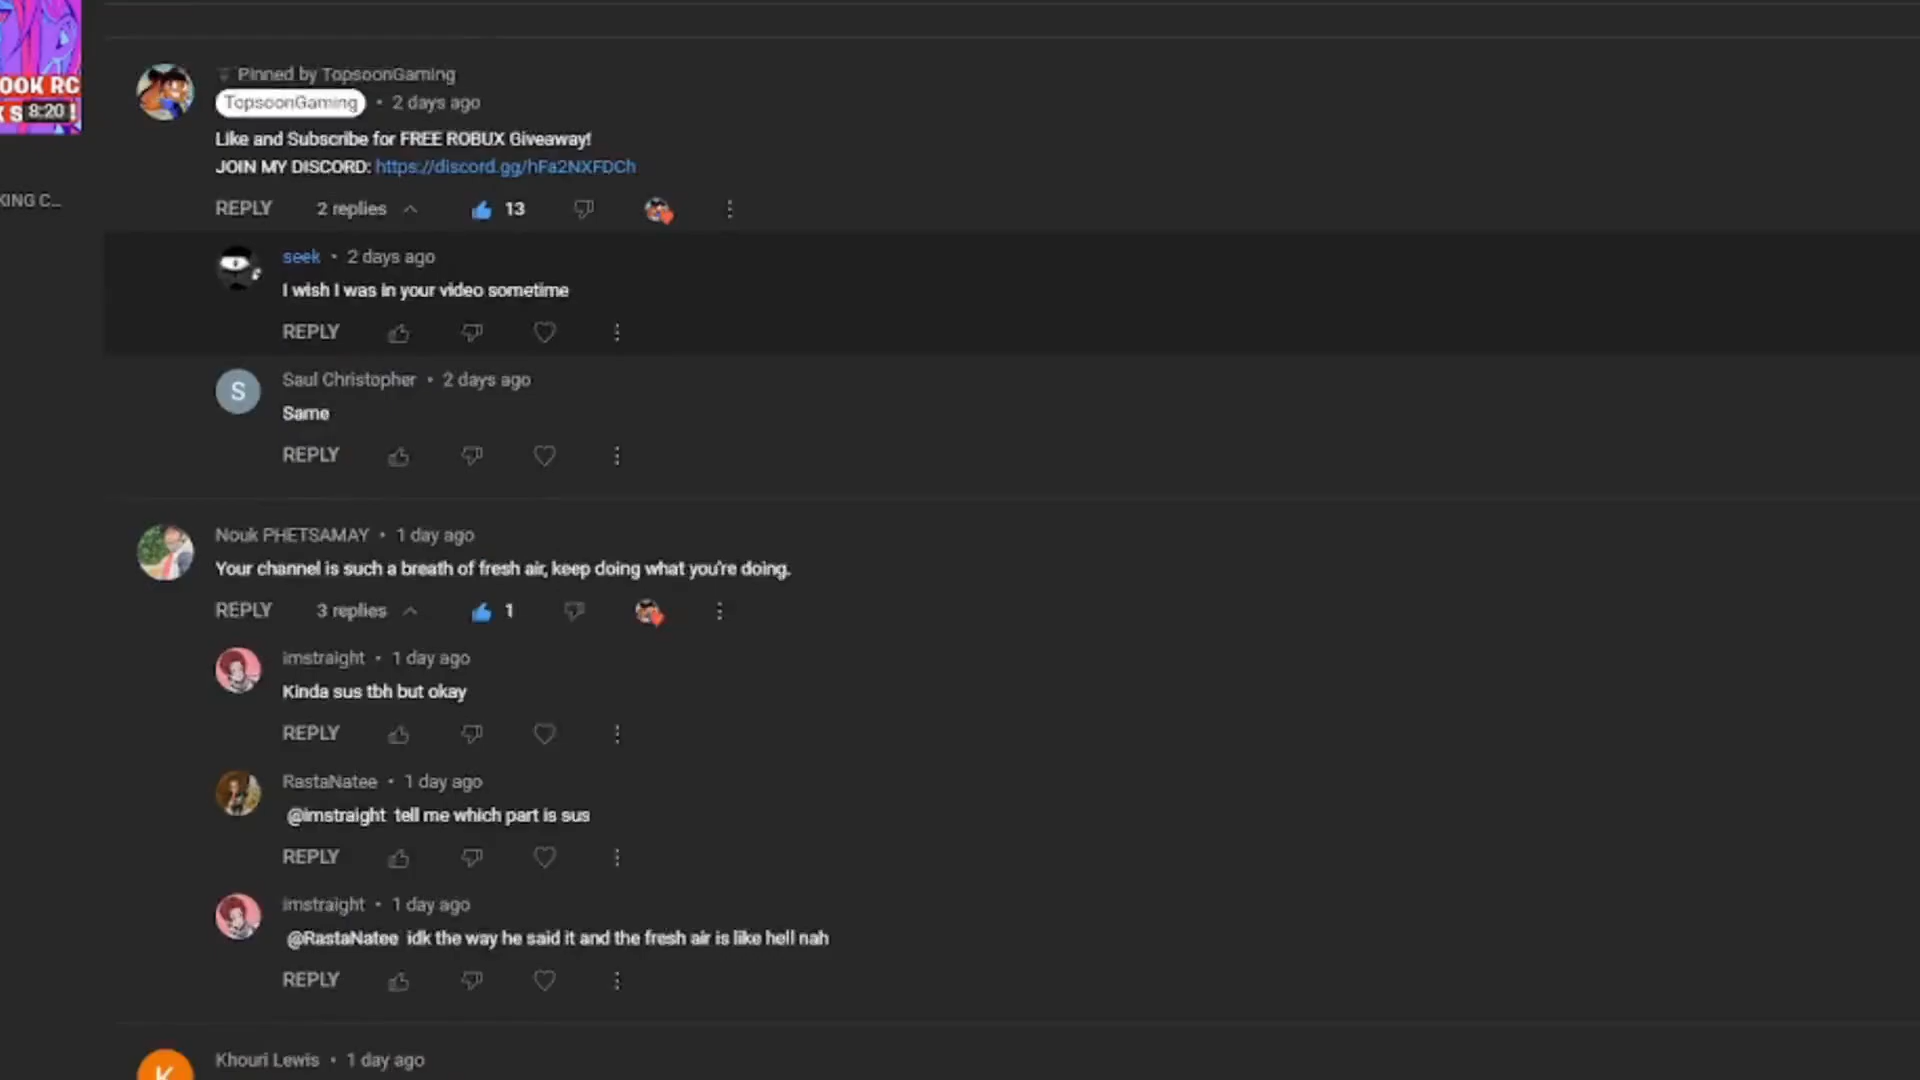 OOK RC
K S 8:20 !
KING C...
Pinned by TopsoonGaming
TopsoonGaming • 2 days ago
Like and Subscribe for FREE ROBUX Giveaway!
JOIN MY DISCORD: https://discord.gg/hFa2NXFDCh
REPLY 2 replies 13
seek • 2 days ago
I wish I was in your video sometime
REPLY
S
Saul Christopher • 2 days ago
Same
REPLY
Nouk PHETSAMAY • 1 day ago
Your channel is such a breath of fresh air, keep doing what you're doing.
REPLY 3 replies 1
imstraight • 1 day ago
Kinda sus tbh but okay
REPLY
RastaNatee • 1 day ago
@imstraight tell me which part is sus
REPLY
imstraight • 1 day ago
@RastaNatee idk the way he said it and the fresh air is like hell nah
REPLY
K
Khouri Lewis • 1 day ago